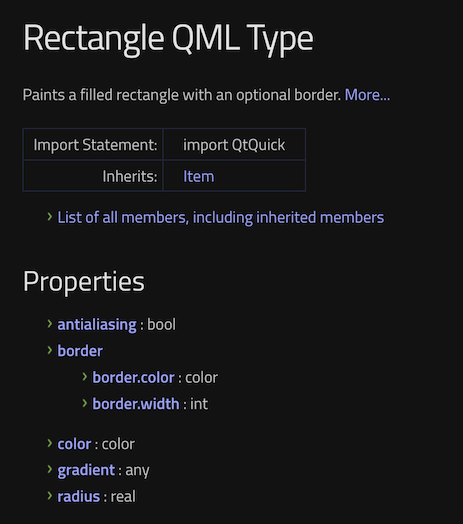 Rectangle QML Type
Paints a filled rectangle with an optional border. More...
Import Statement: import QtQuick
Inherits: Item
› List of all members, including inherited members
Properties
› antialiasing : bool
› border
› border.color : color
› border.width : int
› color : color
› gradient : any
› radius : real